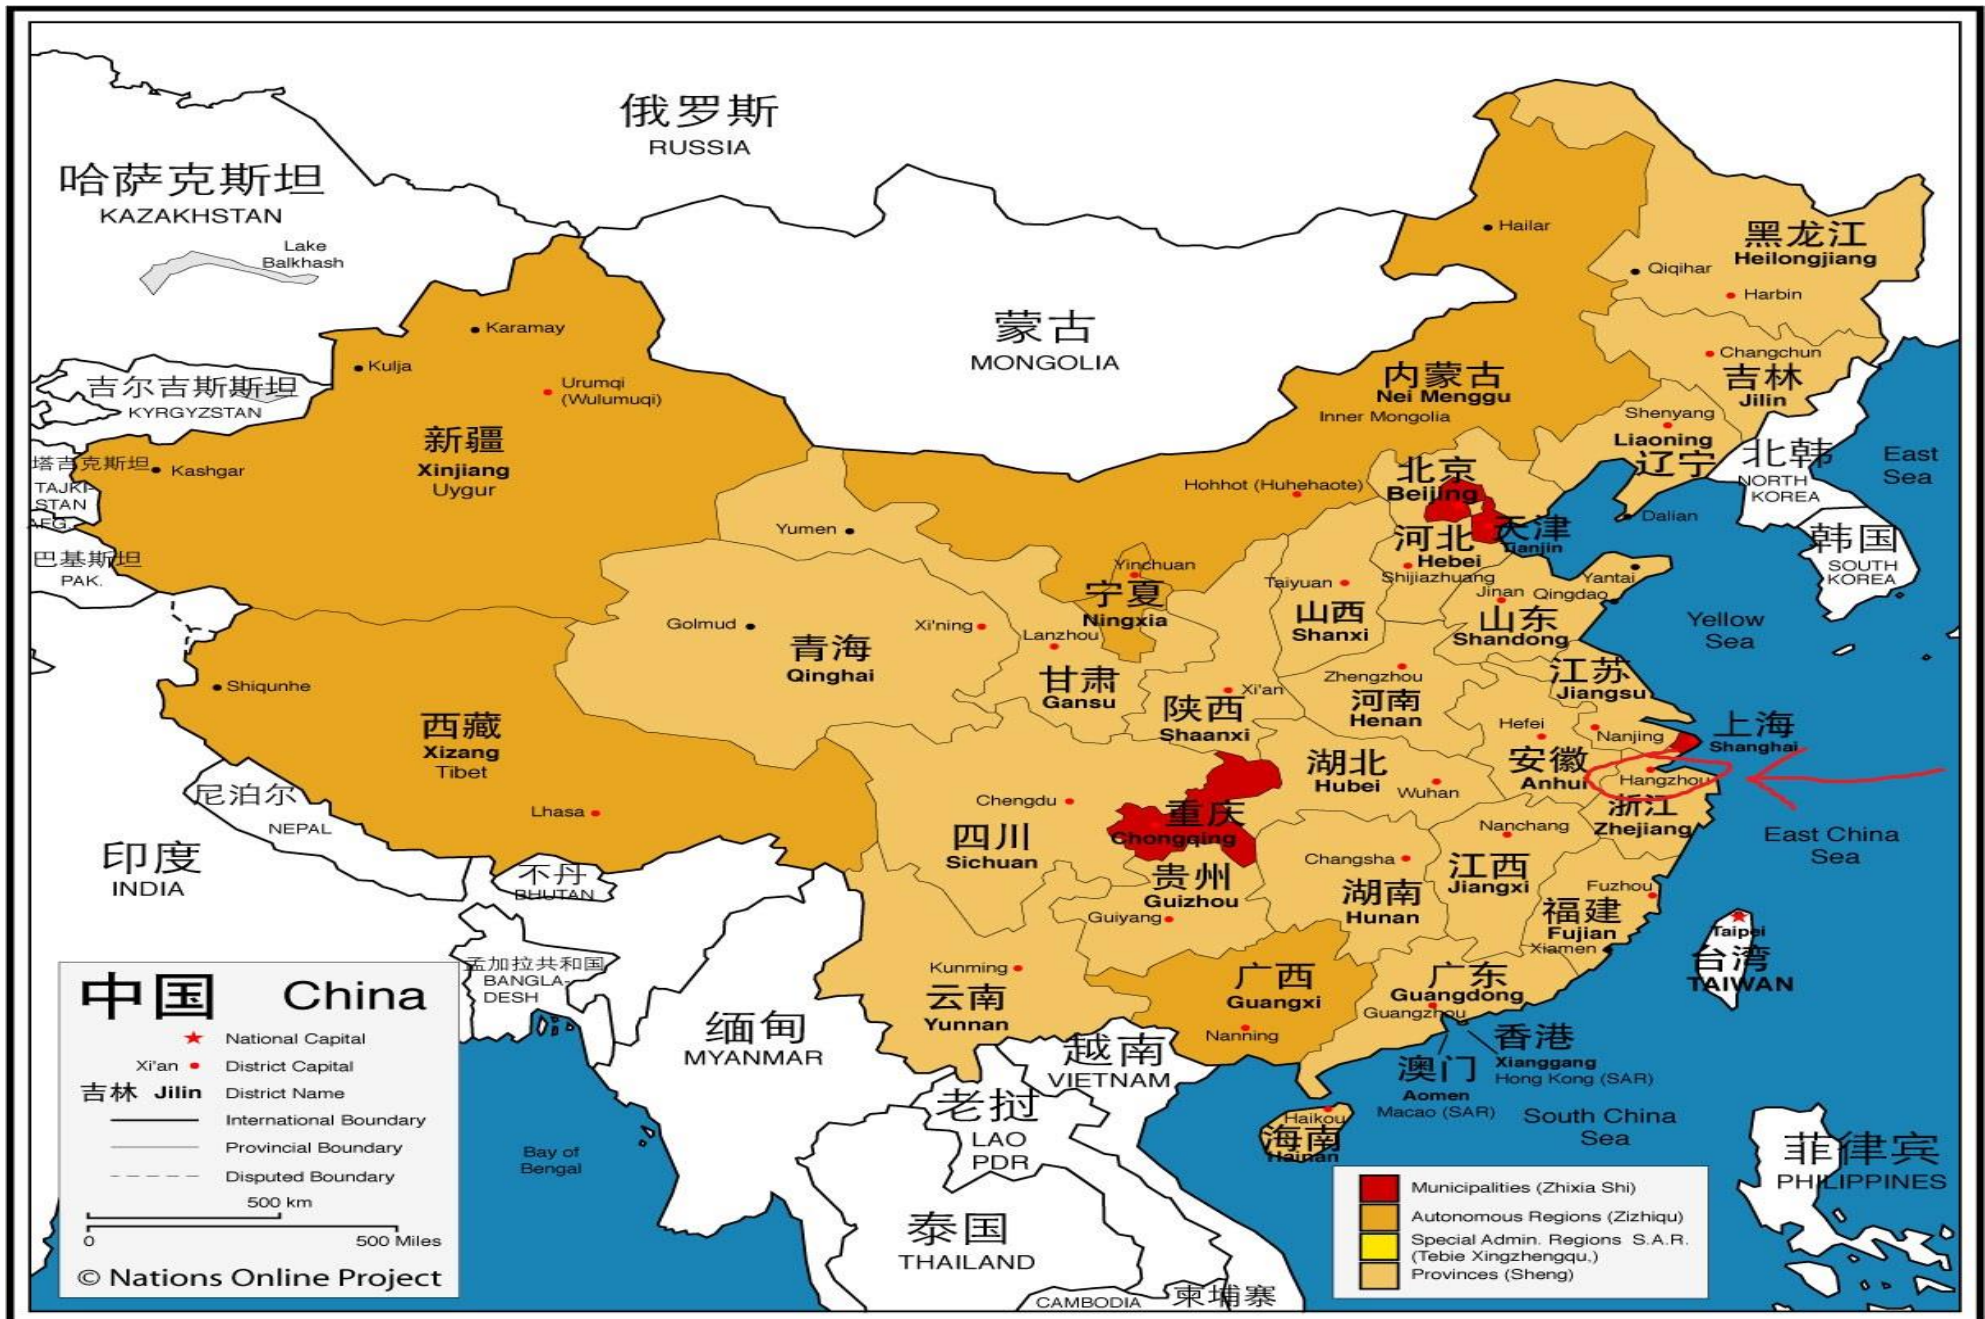 俄罗斯
RUSSIA
哈萨克斯坦
KAZAKHSTAN
Lake
Balkhash
Hailar
黑龙江
Heilongjiang
Qiqihar
Harbin
蒙古
MONGOLIA
Karamay
Kulja
Urumqi
(Wulumuqi)
吉尔吉斯斯坦
KYRGYZSTAN
Changchun
吉林
Jilin
内蒙古
Nei Menggu
Inner Mongolia
Shenyang
Liaoning
辽宁
新疆
Xinjiang
Uygur
塔吉克斯坦
TAJKI-
STAN
AFG.
Kashgar
北京
Beijing
Hohhot (Huhehaote)
北韩
NORTH
KOREA
East
Sea
Yumen
天津
Tianjin
Dalian
河北
Hebei
Shijiazhuang
韩国
SOUTH
KOREA
巴基斯坦
PAK.
Yinchuan
宁夏
Ningxia
Taiyuan
山西
Shanxi
Yantai
Jinan
Qingdao
山东
Shandong
Yellow
Sea
Golmud
Xi'ning
青海
Qinghai
Lanzhou
甘肃
Gansu
Shiqunhe
Xi'an
陕西
Shaanxi
Zhengzhou
河南
Henan
江苏
Jiangsu
Hefei
Nanjing
安徽
Anhui
上海
Shanghai
西藏
Xizang
Tibet
Lhasa
湖北
Hubei
Wuhan
Hangzhou
浙江
Zhejiang
尼泊尔
NEPAL
Chengdu
四川
Sichuan
重庆
Chongqing
Nanchang
江西
Jiangxi
East China
Sea
印度
INDIA
不丹
BHUTAN
贵州
Guizhou
Guiyang
Changsha
湖南
Hunan
Fuzhou
福建
Fujian
Xiamen
Taipei
台湾
TAIWAN
孟加拉共和国
BANGLA-
DESH
Kunming
云南
Yunnan
广西
Guangxi
Nanning
广东
Guangdong
Guangzhou
香港
Xianggang
Hong Kong (SAR)
澳门
Aomen
Macao (SAR)
缅甸
MYANMAR
越南
VIETNAM
老挝
LAO
PDR
Haikou
海南
Hainan
South China
Sea
Bay of
Bengal
泰国
THAILAND
CAMBODIA
柬埔寨
菲律宾
PHILIPPINES
中国 China
National Capital
Xi'an District Capital
吉林 Jilin District Name
International Boundary
Provincial Boundary
Disputed Boundary
500 km
0 500 Miles
© Nations Online Project
Municipalities (Zhixia Shi)
Autonomous Regions (Zizhiqu)
Special Admin. Regions S.A.R.
(Tebie Xingzhengqu,)
Provinces (Sheng)